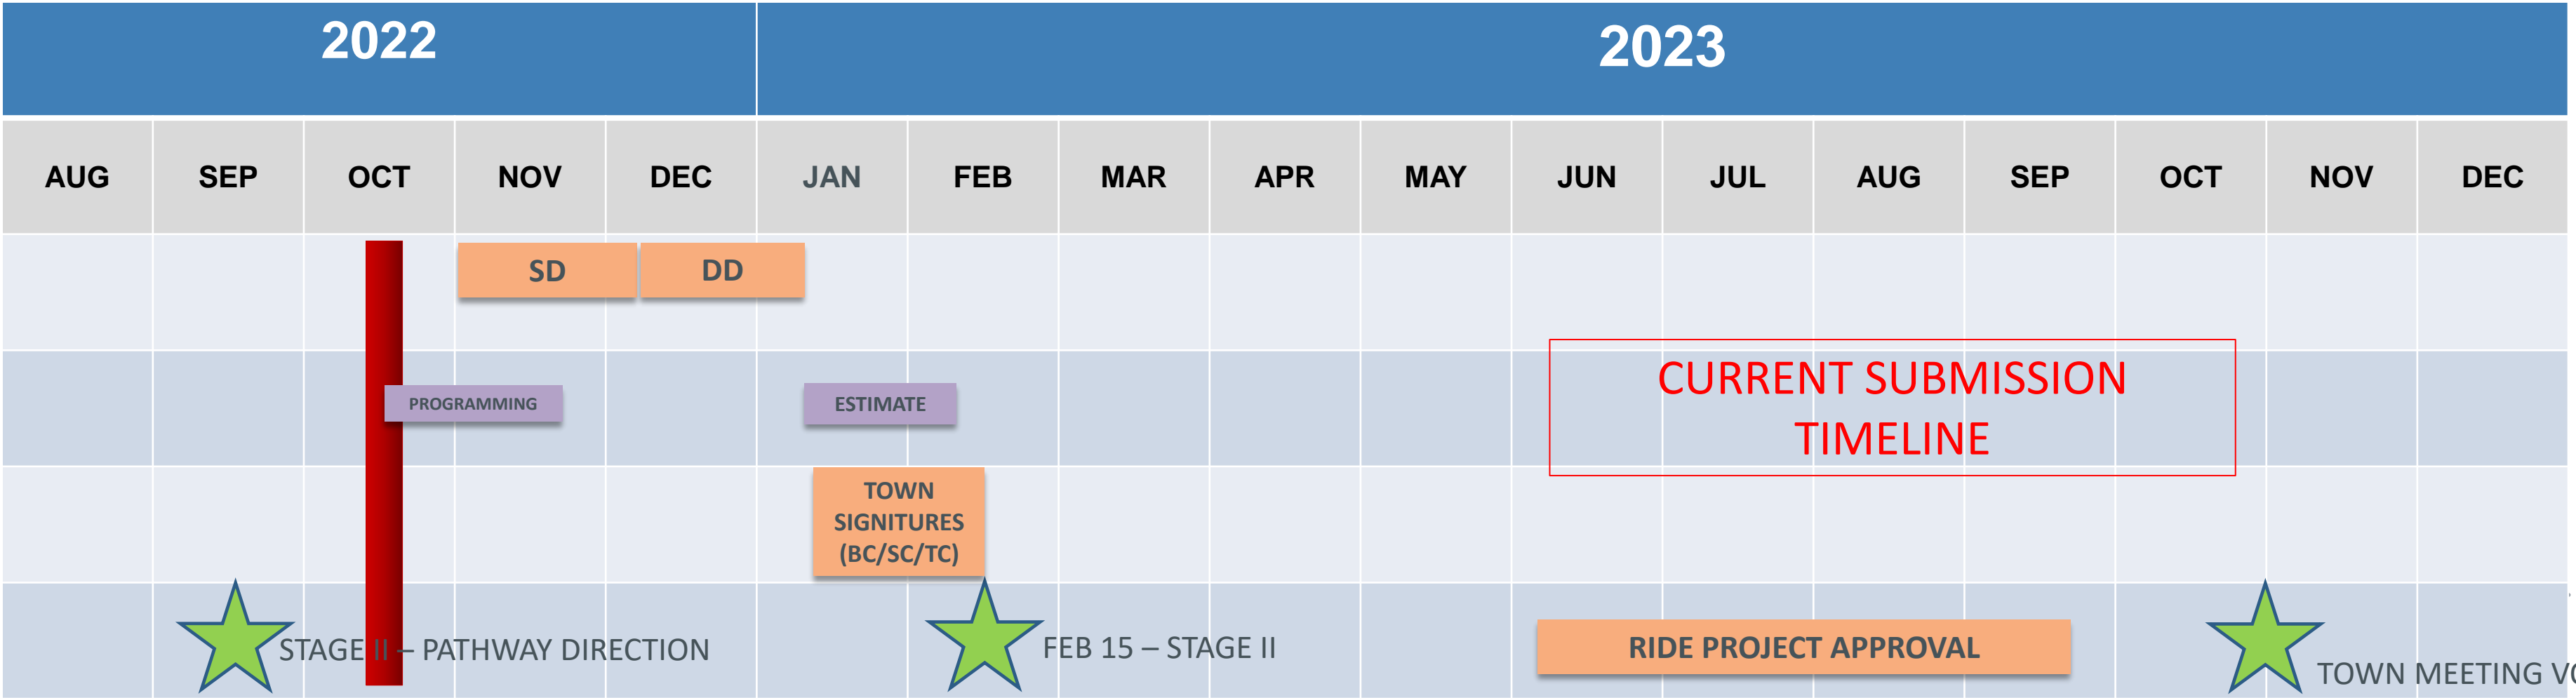 2022 2023
AUG SEP OCT NOV DEC JAN FEB MAR APR MAY JUN JUL AUG SEP OCT NOV DEC
SD DD
CURRENT SUBMISSION
TIMELINE
PROGRAMMING ESTIMATE
TOWN
SIGNITURES
(BC/SC/TC)
STAGE II – PATHWAY DIRECTION FEB 15 – STAGE II RIDE PROJECT APPROVAL
TOWN MEETING